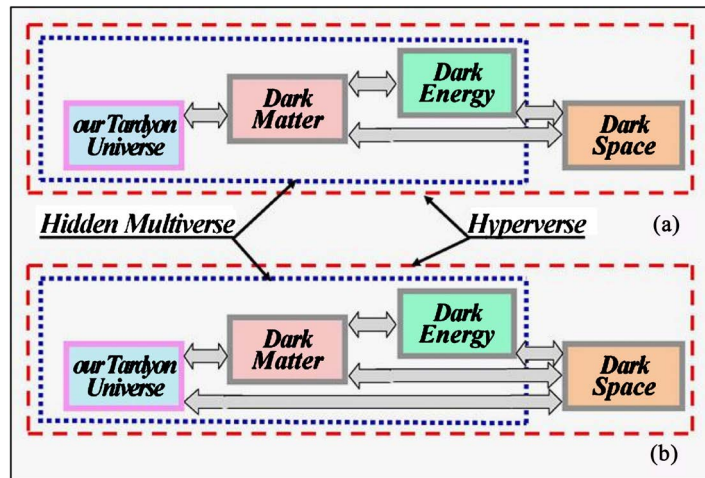 Dark
Energy
Dark
Matter
our Tardyon
Universe
Dark
Space
Hidden Multiverse
Hyperverse
(a)
Dark
Energy
Dark
Matter
our Tardyon
Universe
Dark
Space
(b)